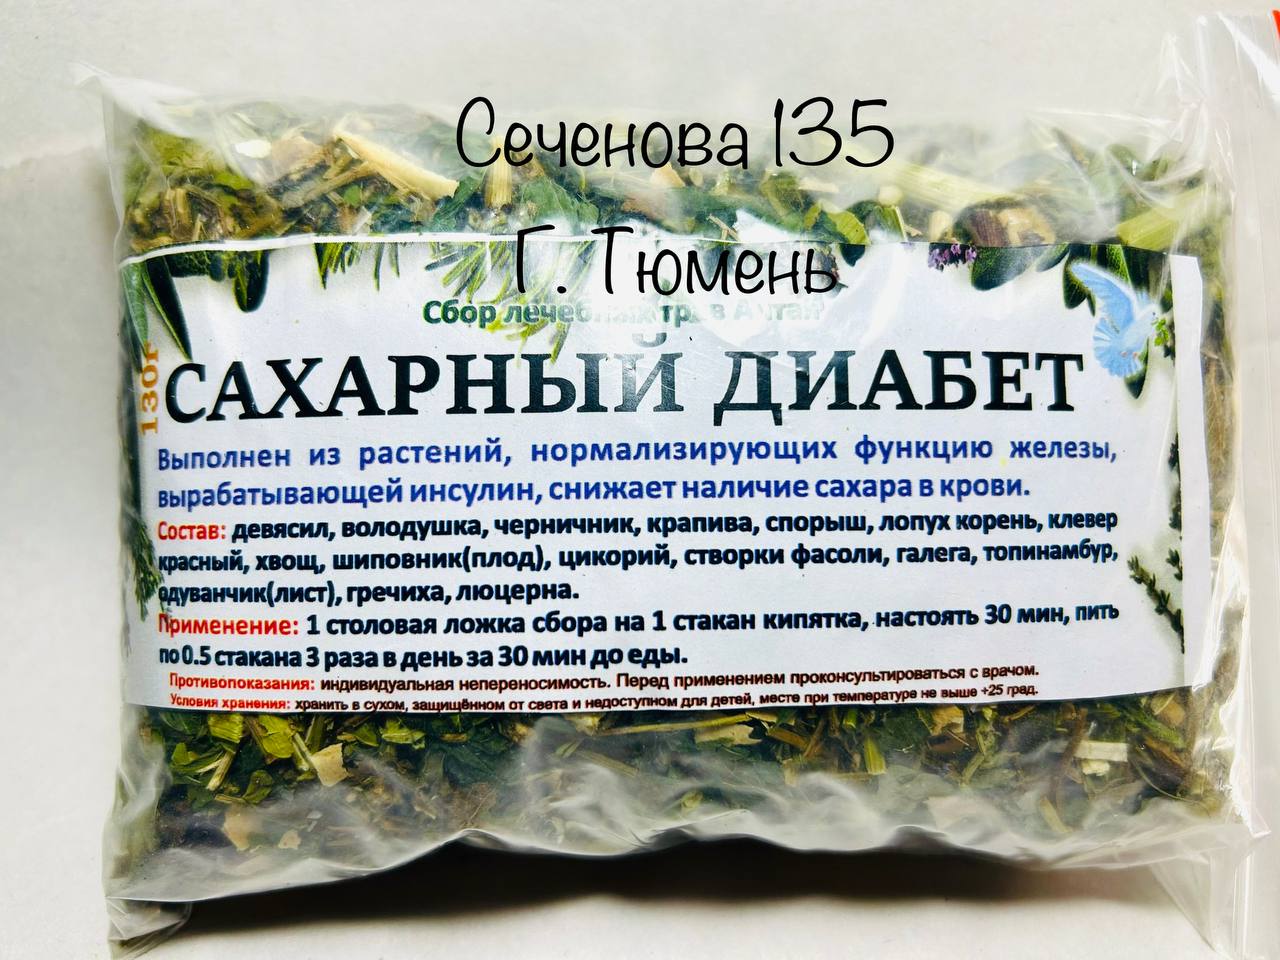 Сеченова 135
Г. Тюмень
Сбор лечебных трав Алтая
130г
САХАРНЫЙ ДИАБЕТ
Выполнен из растений, нормализирующих функцию железы,
вырабатывающей инсулин, снижает наличие сахара в крови.
Состав: девясил, володушка, черничник, крапива, спорыш, лопух корень, клевер
красный, хвощ, шиповник(плод), цикорий, створки фасоли, галега, топинамбур,
одуванчик(лист), гречиха, люцерна.
Применение: 1 столовая ложка сбора на 1 стакан кипятка, настоять 30 мин, пить
по 0.5 стакана 3 раза в день за 30 мин до еды.
Противопоказания: индивидуальная непереносимость. Перед применением проконсультироваться с врачом.
Условия хранения: хранить в сухом, защищённом от света и недоступном для детей, месте при температуре не выше +25 град.